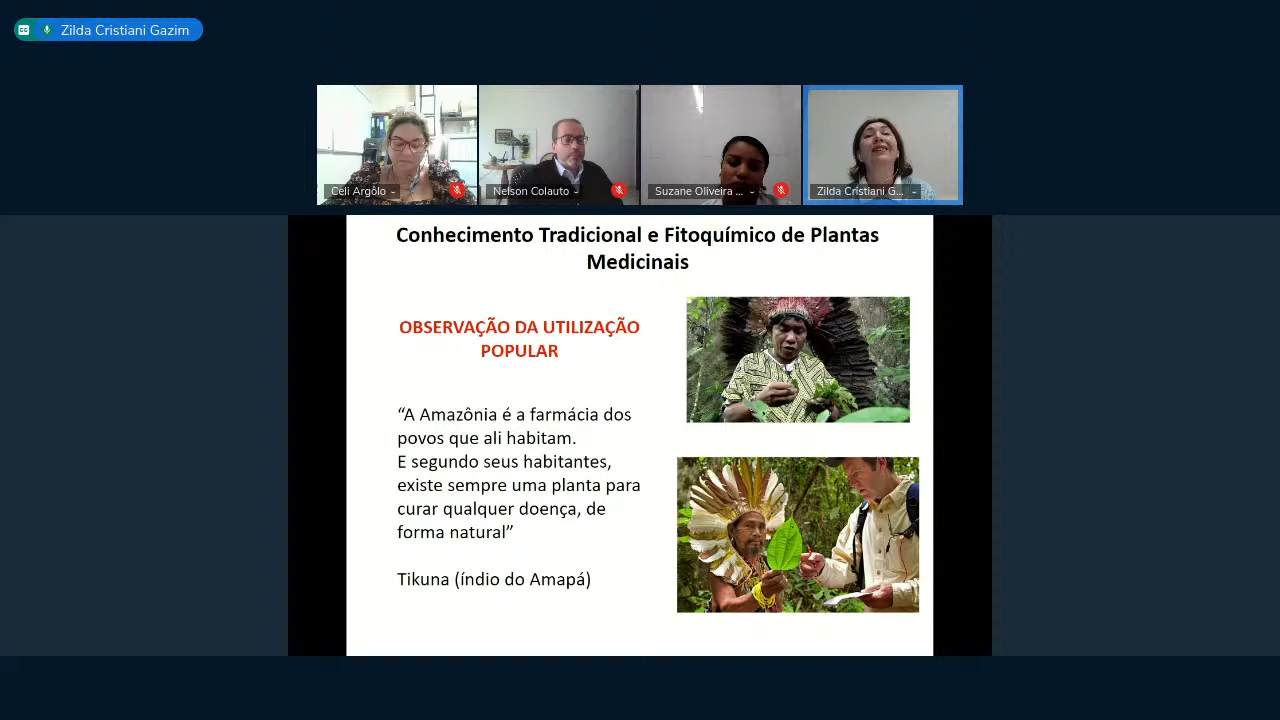 Zilda Cristiani Gazim
Celi Argôlo
Nelson Colauto
Suzane Oliveira ...
Zilda Cristiani G...
Conhecimento Tradicional e Fitoquímico de Plantas
Medicinais
OBSERVAÇÃO DA UTILIZAÇÃO
POPULAR
“A Amazônia é a farmácia dos
povos que ali habitam.
E segundo seus habitantes,
existe sempre uma planta para
curar qualquer doença, de
forma natural”
Tikuna (índio do Amapá)